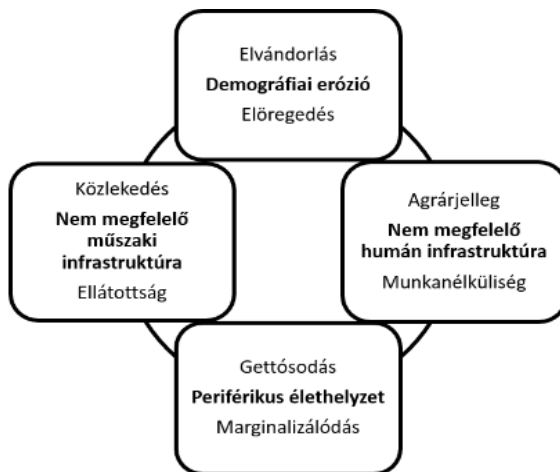 Elvándorlás
Demográfiai erózió
Elöregedés
Közlekedés
Nem megfelelő
műszaki
infrastruktúra
Ellátottság
Agrárjelleg
Nem megfelelő
humán infrastruktúra
Munkanélküliség
Gettósodás
Periférikus élethelyzet
Marginalizálódás